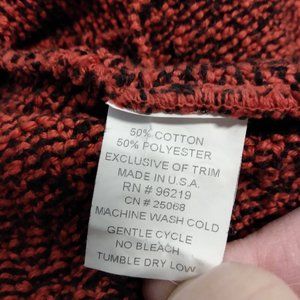 50% COTTON
50% POLYESTER
EXCLUSIVE OF TRIM
MADE IN U.S.A.
RN # 96219
CN # 25068
MACHINE WASH COLD
GENTLE CYCLE
NO BLEACH
TUMBLE DRY LOW